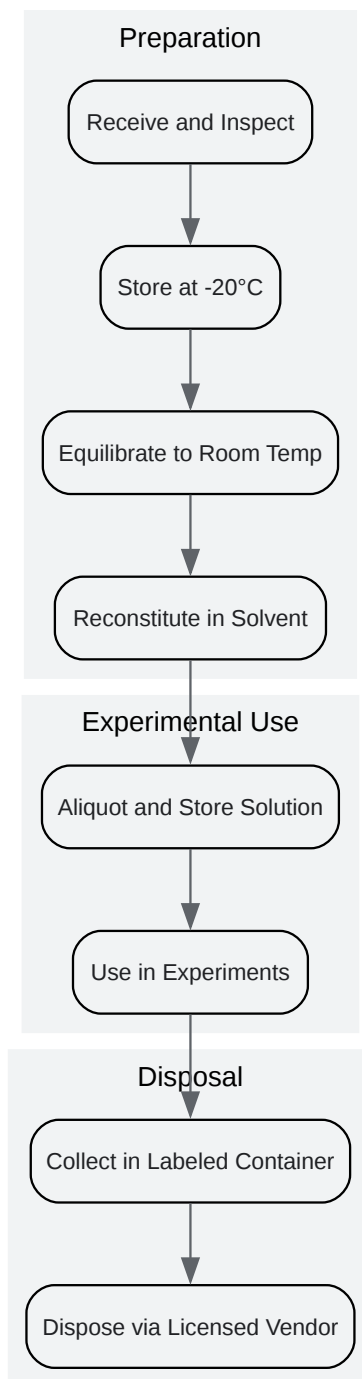 Preparation
Receive and Inspect
Store at -20°C
Equilibrate to Room Temp
Reconstitute in Solvent
Experimental Use
Aliquot and Store Solution
Use in Experiments
Disposal
Collect in Labeled Container
Dispose via Licensed Vendor